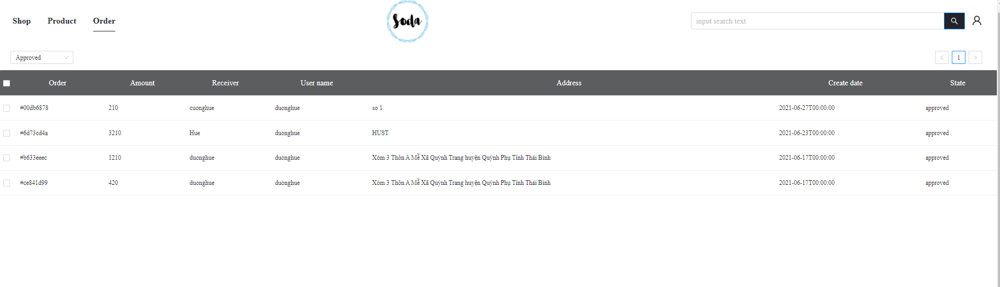 Shop Product Order
Soda
input search text
Approved
1
Order Amount Receiver User name Address Create date State
#00db6878 210 cuonghue duonghue so 1 2021-06-27T00:00:00 approved
#6d73cd4a 3210 Hue duonghue HUST 2021-06-23T00:00:00 approved
#b633eeec 1210 duonghue duonghue Xóm 3 Thôn A Mễ Xã Quỳnh Trang huyện Quỳnh Phụ Tỉnh Thái Bình 2021-06-17T00:00:00 approved
#ce841d99 420 duonghue duonghue Xóm 3 Thôn A Mễ Xã Quỳnh Trang huyện Quỳnh Phụ Tỉnh Thái Bình 2021-06-17T00:00:00 approved